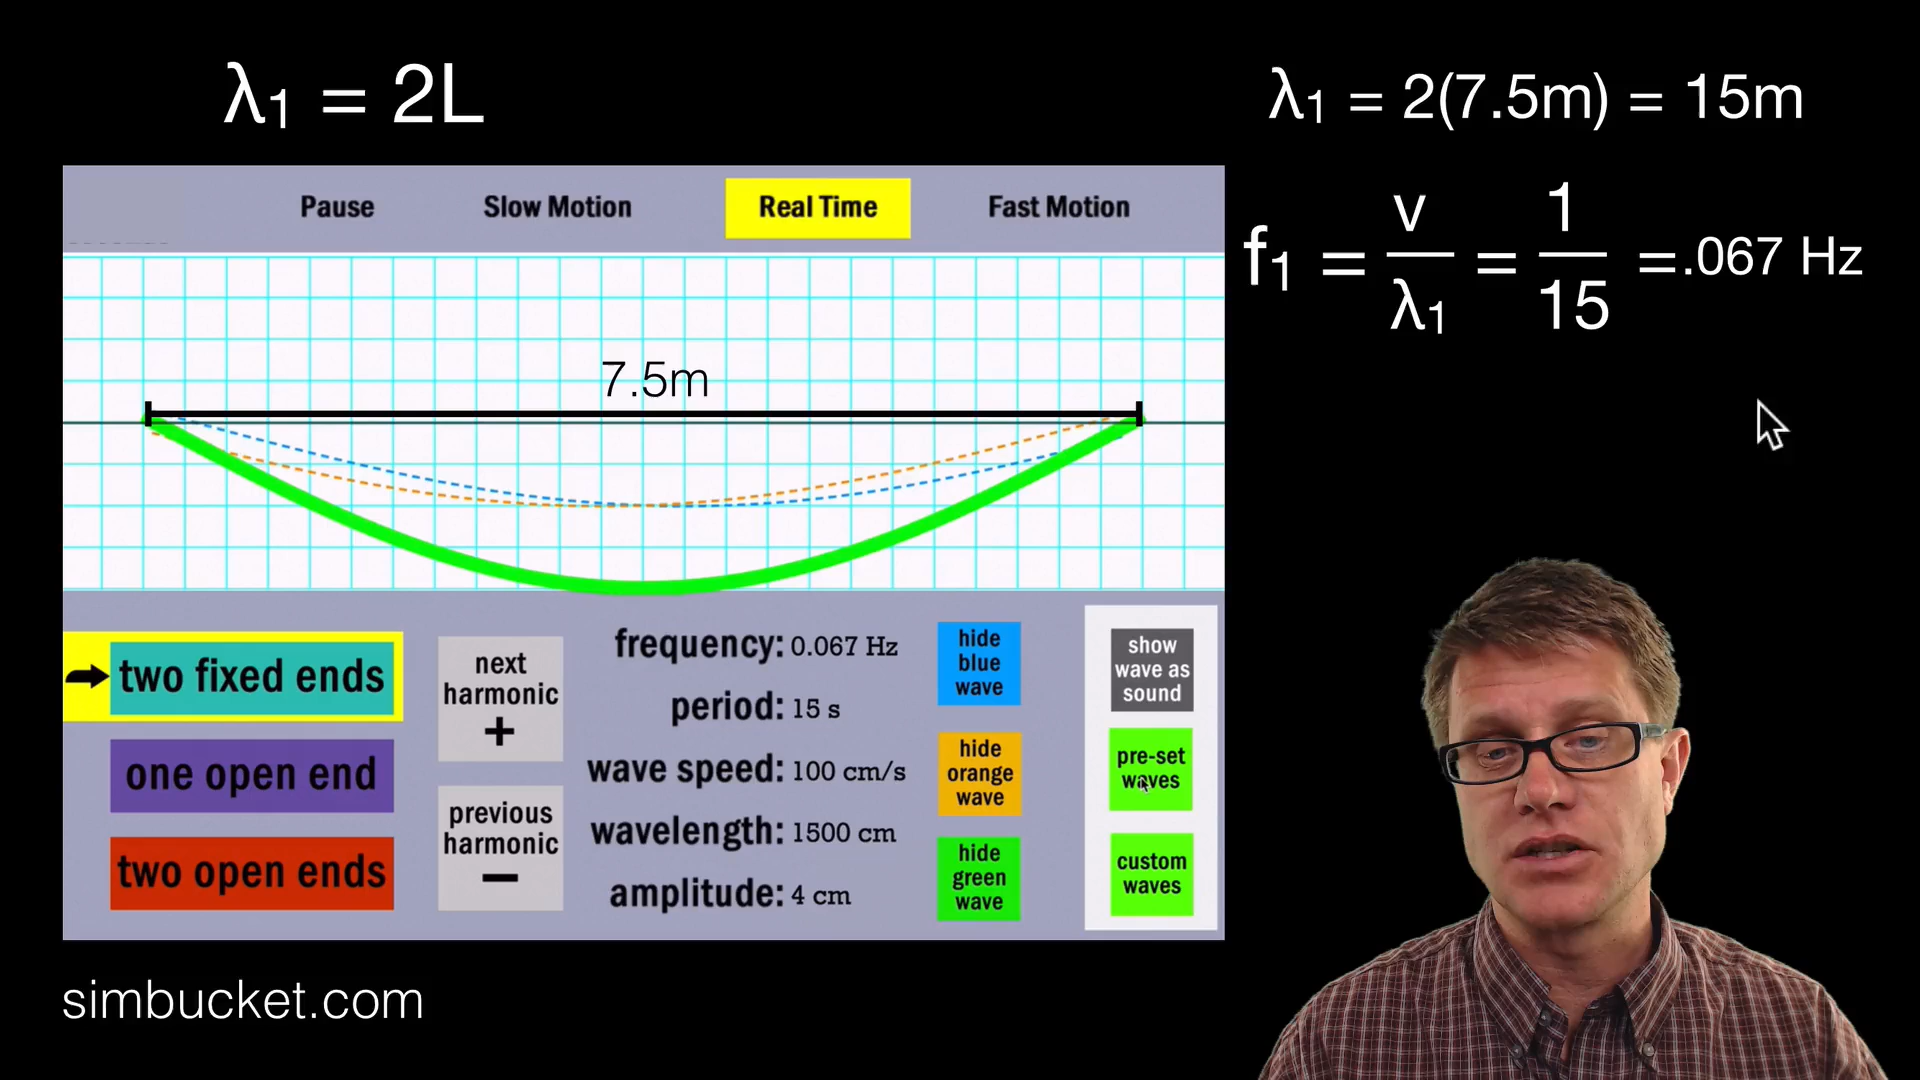 λ1 = 2L
λ1 = 2(7.5m) = 15m
f1 = v/λ1 = 1/15 =.067 Hz
Pause
Slow Motion
Real Time
Fast Motion
7.5m
two fixed ends
one open end
two open ends
next
harmonic
+
previous
harmonic
−
frequency: 0.067 Hz
period: 15 s
wave speed: 100 cm/s
wavelength: 1500 cm
amplitude: 4 cm
hide
blue
wave
hide
orange
wave
hide
green
wave
show
wave as
sound
pre-set
waves
custom
waves
simbucket.com